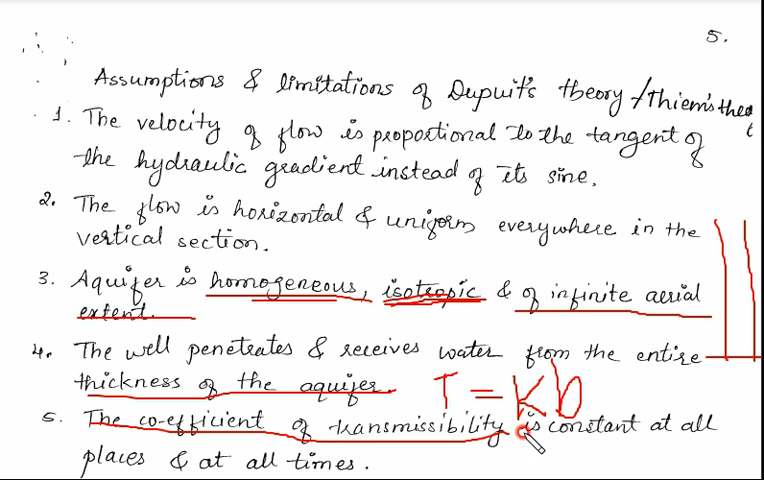 5.
Assumptions & limitations of Dupuit's theory /Thiem's theo
1. The velocity of flow is proportional to the tangent of
the hydraulic gradient instead of its sine.
2. The flow is horizontal & uniform everywhere in the
vertical section.
3. Aquifer is homogeneous, isotropic & of infinite aerial
extent.
4. The well penetrates & receives water from the entire
thickness of the aquifer. T = Kb
5. The co-efficient of transmissibility is constant at all
places & at all times.